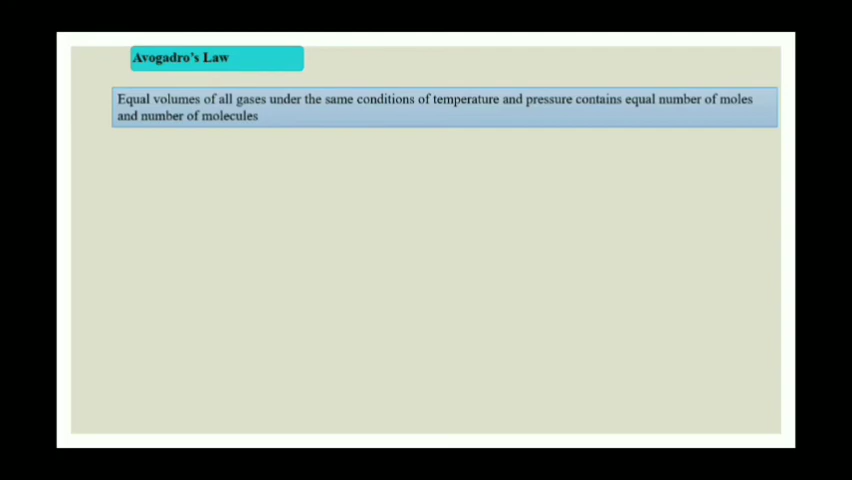 Avogadro's Law
Equal volumes of all gases under the same conditions of temperature and pressure contains equal number of moles
and number of molecules